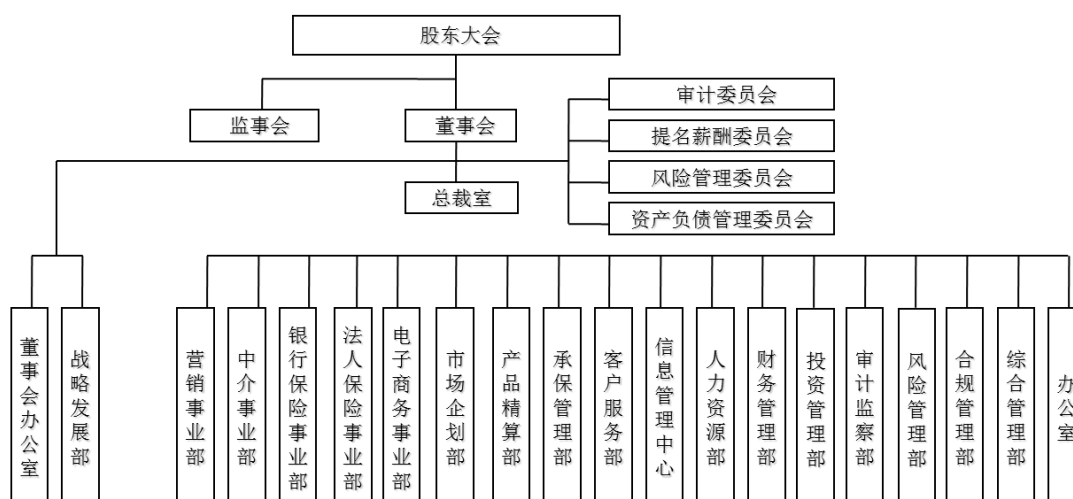 股东大会
监事会
董事会
审计委员会
提名薪酬委员会
风险管理委员会
资产负债管理委员会
总裁室
董事会办公室
战略发展部
营销事业部
中介事业部
银行保险事业部
法人保险事业部
电子商务事业部
市场企划部
产品精算部
承保管理部
客户服务部
信息管理中心
人力资源部
财务管理部
投资管理部
审计监察部
风险管理部
合规管理部
综合管理部
办公室